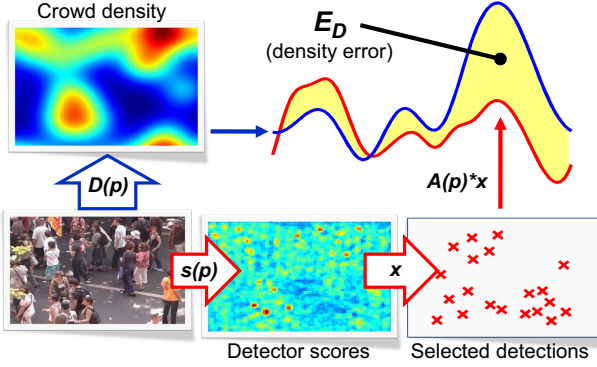 Crowd density
E_D
(density error)
D(p)
A(p)*x
s(p)
x
Detector scores
Selected detections